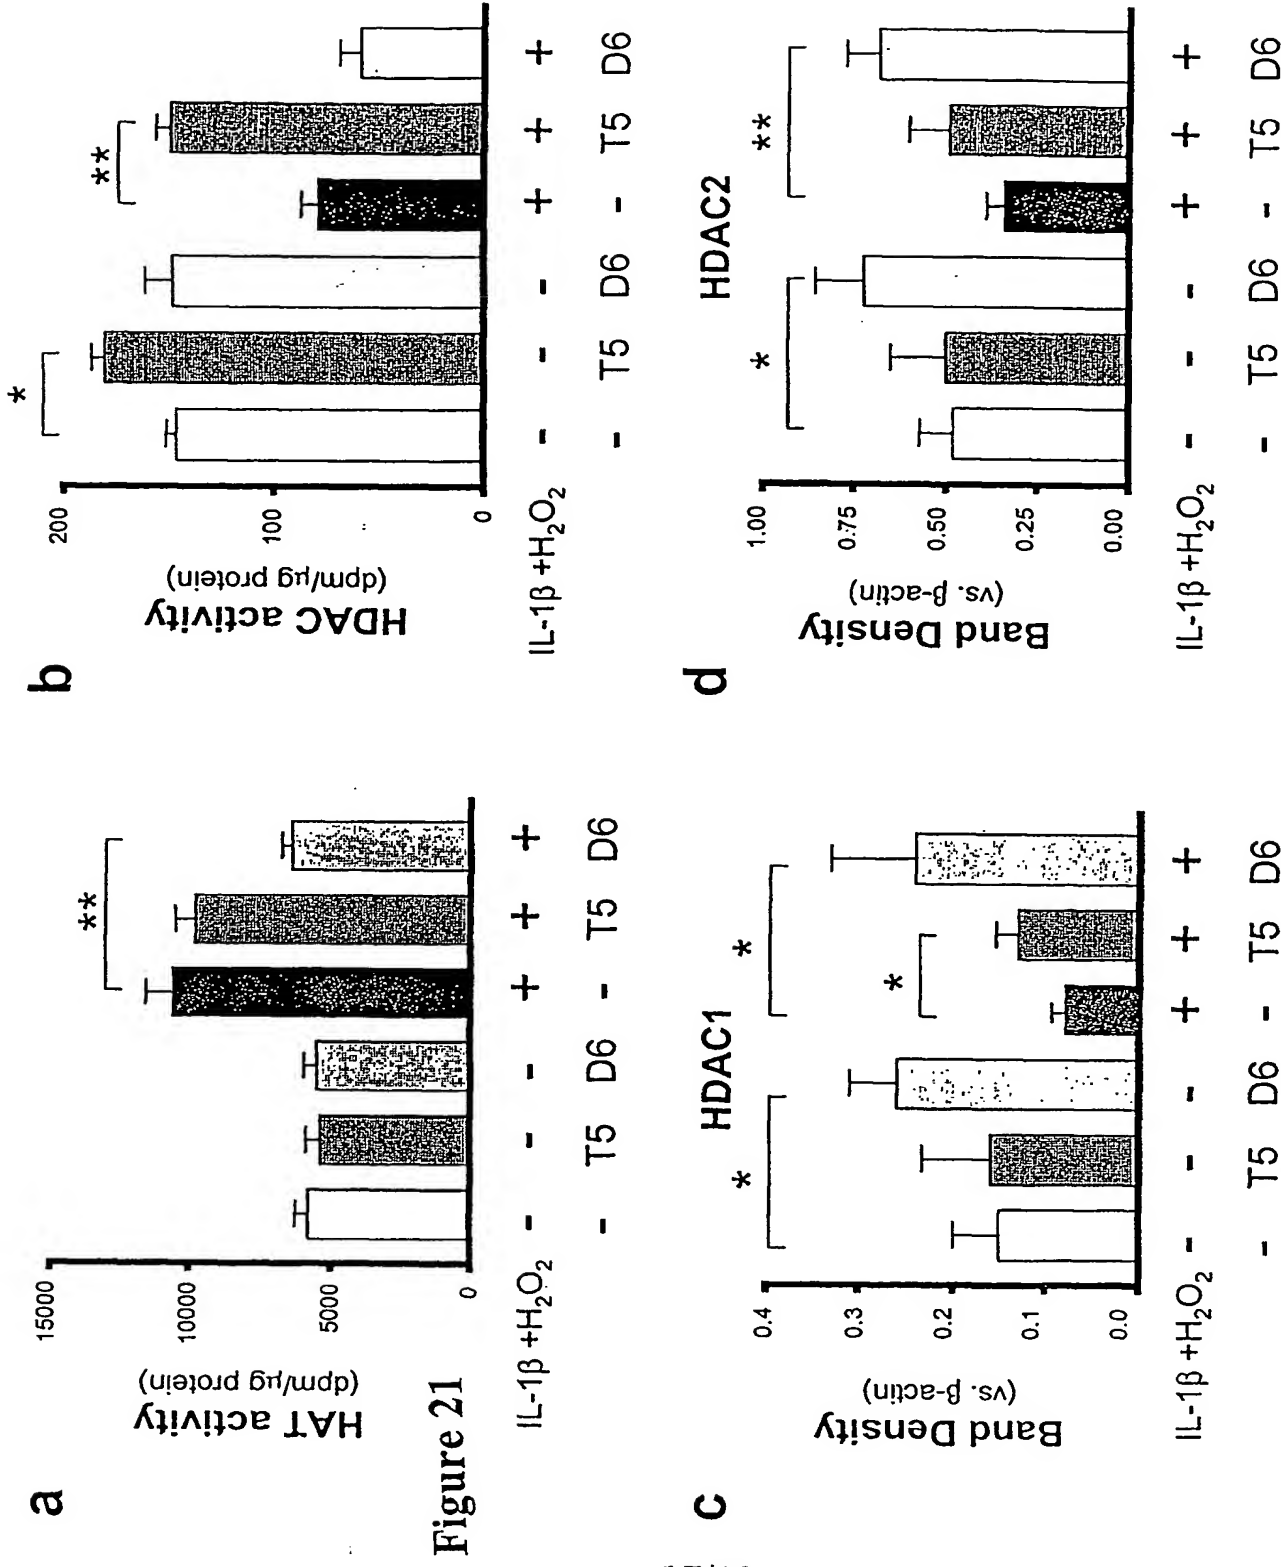 a
HAT activity
(dpm/µg protein)
15000
10000
5000
0
**
IL-1β +H₂O₂ - - - + + +
- T5 D6 - T5 D6
b
HDAC activity
(dpm/µg protein)
200
100
0
*
**
IL-1β +H₂O₂ - - - + + +
- T5 D6 - T5 D6
Figure 21
c
HDAC1
Band Density
(vs. β-actin)
0.4
0.3
0.2
0.1
0.0
*
*
*
IL-1β +H₂O₂ - - - + + +
- T5 D6 - T5 D6
d
HDAC2
Band Density
(vs. β-actin)
1.00
0.75
0.50
0.25
0.00
*
**
IL-1β +H₂O₂ - - - + + +
- T5 D6 - T5 D6